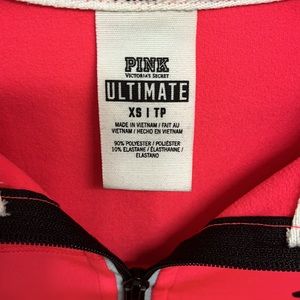 PINK
VICTORIA'S SECRET
ULTIMATE
XS | TP
MADE IN VIETNAM / FAIT AU
VIETNAM / HECHO EN VIETNAM
90% POLYESTER / POLIÉSTER
10% ELASTANE / ÉLASTHANNE /
ELASTANO